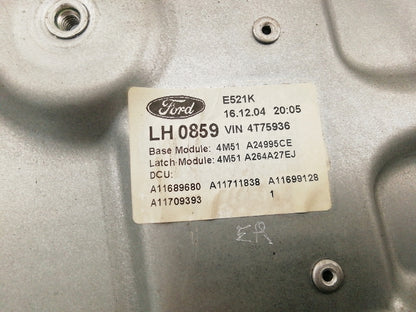 Ford E521K
16.12.04 20:05
LH 0859 VIN 4T75936
Base Module: 4M51 A24995CE
Latch Module: 4M51 A264A27EJ
DCU:
A11689680 A11711838 A11699128
A11709393 1
ER